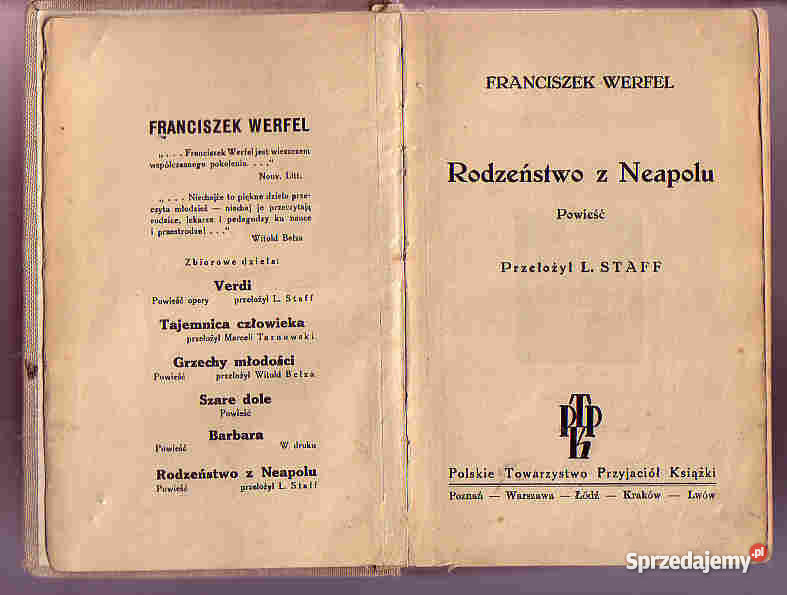 FRANCISZEK WERFEL
„. . . Franciszek Werfel jest wieszczem
współczesnego pokolenia. . . ."
Nouv. Litt.
„. . . Niechajże to piękne dzieło prze-
czyta młodzież — niechaj je przeczytają
rodzice, lekarze i pedagodzy ku nauce
i przestrodze! . . ."
Witold Bełza
Zbiorowe dzieła:
Verdi
Powieść opery przełożył L. Staff
Tajemnica człowieka
przełożył Marceli Tarnowski
Grzechy młodości
Powieść przełożył Witold Bełza
Szare dole
Powieść
Barbara
Powieść W druku
Rodzeństwo z Neapolu
Powieść przełożył L. Staff
FRANCISZEK WERFEL
Rodzeństwo z Neapolu
Powieść
Przełożył L. STAFF
PTPK
Polskie Towarzystwo Przyjaciół Książki
Poznań — Warszawa — Łódź — Kraków — Lwów
Sprzedajemy.pl